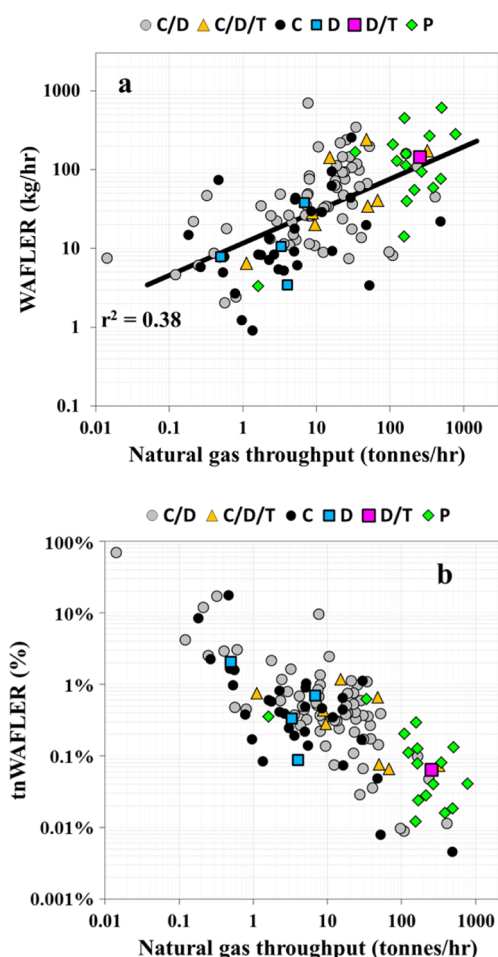 C/D C/D/T C D D/T P
a
1000
100
10
1
0.1
WAFLER (kg/hr)
r² = 0.38
0.01 0.1 1 10 100 1000
Natural gas throughput (tonnes/hr)
C/D C/D/T C D D/T P
b
100%
10%
1%
0.1%
0.01%
0.001%
tnWAFLER (%)
0.01 0.1 1 10 100 1000
Natural gas throughput (tonnes/hr)